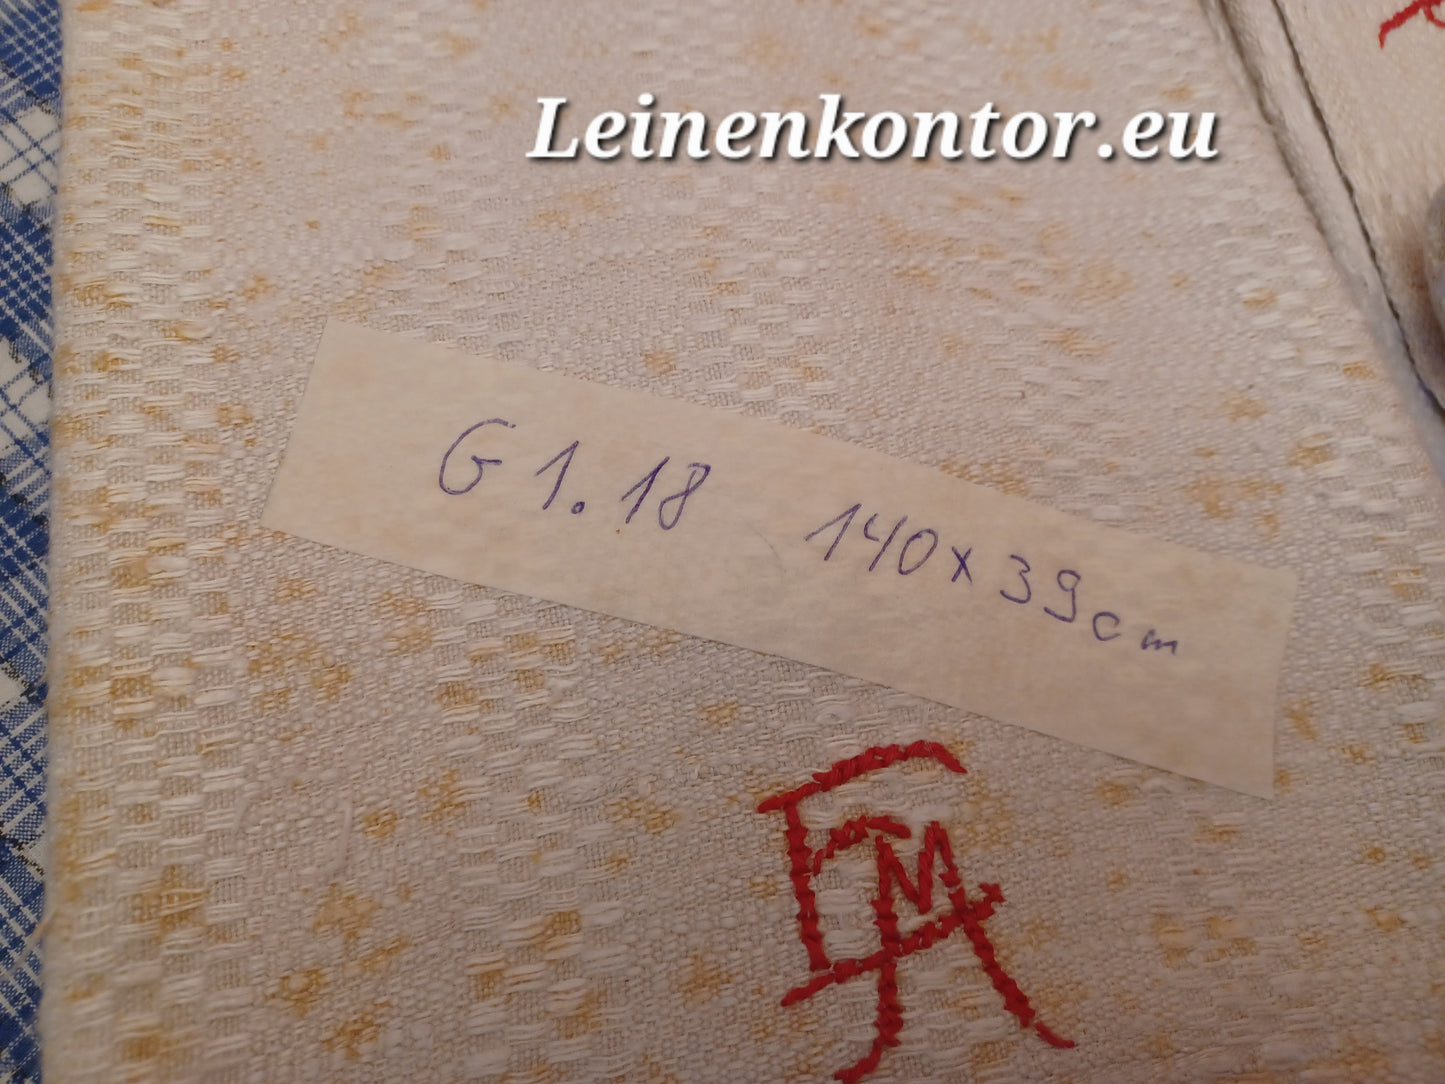 Leinenkontor.eu
G 1.18 140x39cm